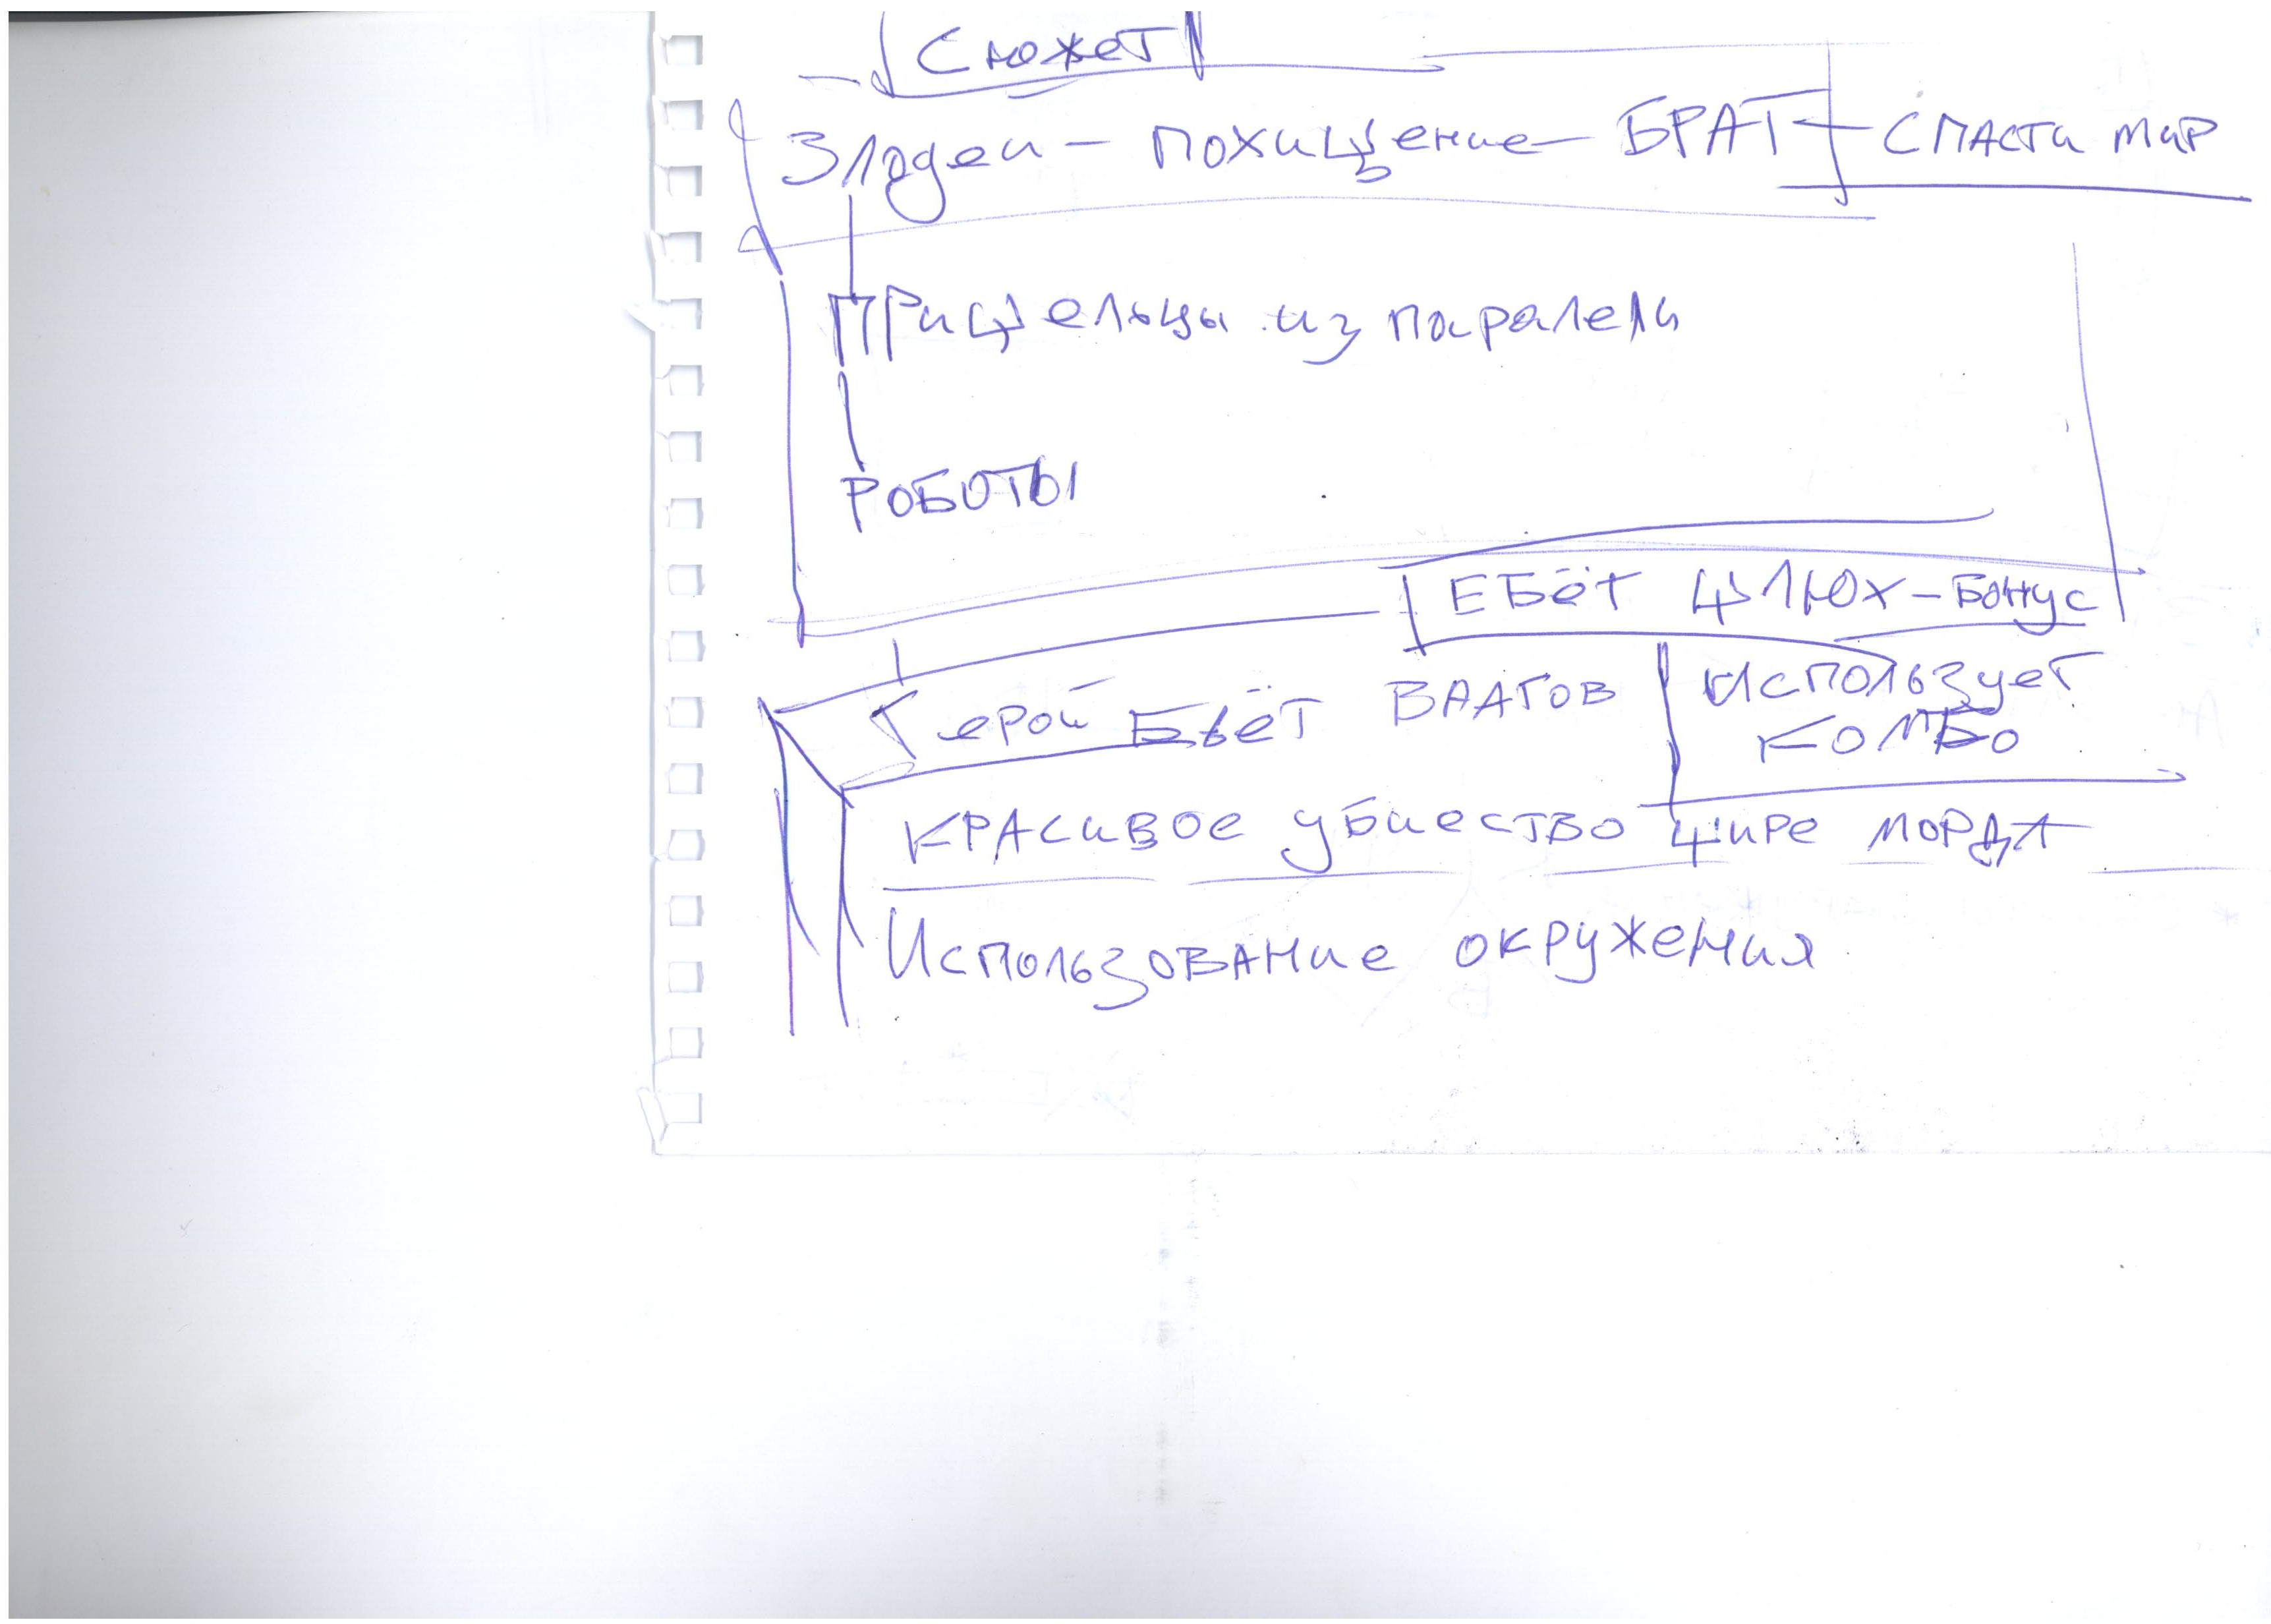 Сюжет
Злодеи - похищение - БРАТ - спасти мир
Пришельцы из паралели
РОБОТЫ
ЕБёт шлюх - Бонус
Герой Бьёт ВРАГОВ использует
КОМБО
КРАСИВОЕ убиество шире МОРДА
Использование окружения